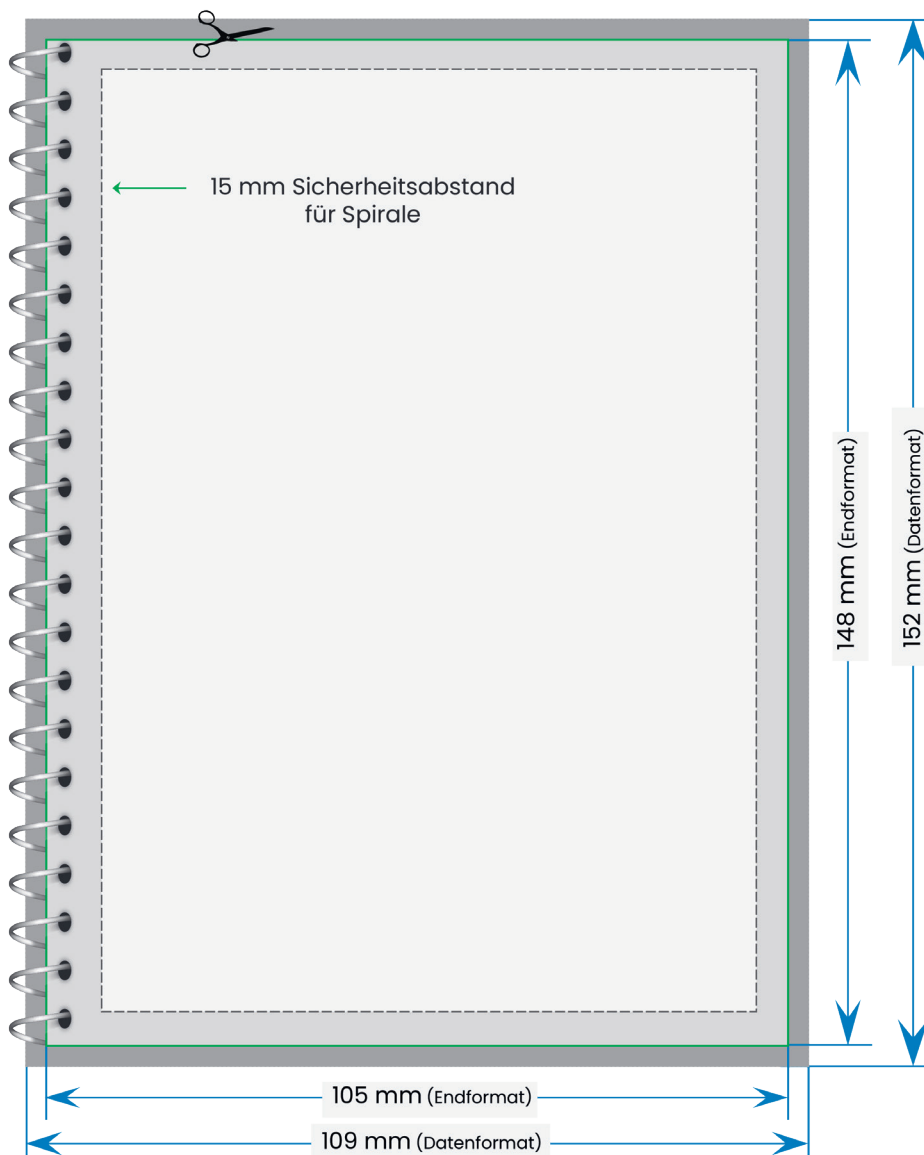 15 mm Sicherheitsabstand
für Spirale
148 mm (Endformat)
152 mm (Datenformat)
105 mm (Endformat)
109 mm (Datenformat)